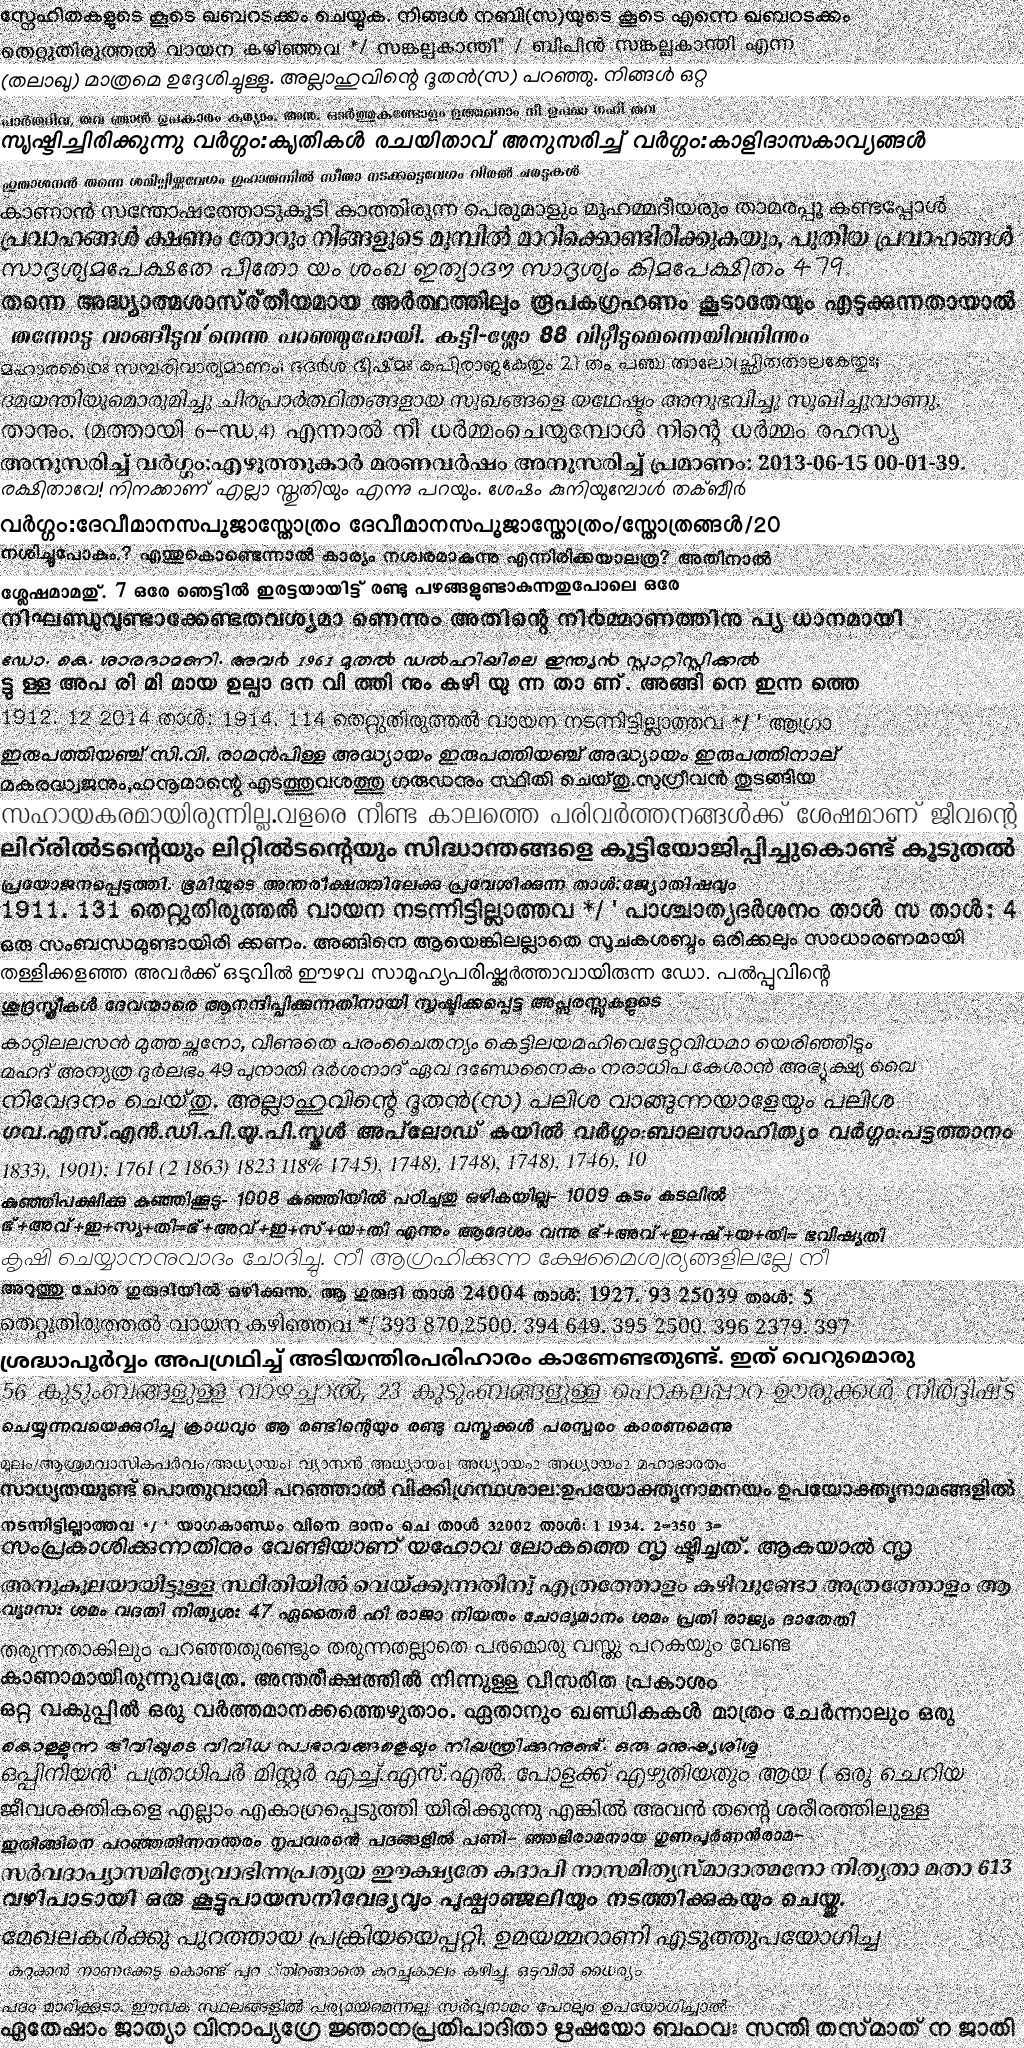 സ്നേഹിതകളുടെ കൂടെ ഖബറടക്കം ചെയ്യുക. നിങ്ങൾ നബി(സ)യുടെ കൂടെ എന്നെ ഖബറടക്കം
തെറ്റുതിരുത്തൽ വായന കഴിഞ്ഞവ */ സങ്കല്പകാന്തി" / ബിപിൻ സങ്കല്പകാന്തി എന്ന
(ത്വലാഖു) മാത്രമെ ഉദ്ദേശിച്ചുള്ളു. അല്ലാഹുവിന്റെ ദൂതൻ(സ) പറഞ്ഞു. നിങ്ങൾ ഒറ്റ
പാർത്ഥിവ, തവ ഞാൻ ഉപകാരം
സൃഷ്ടിച്ചിരിക്കുന്നു വർഗ്ഗം:കൃതികൾ രചയിതാവ് അനുസരിച്ച് വർഗ്ഗം:കാളിദാസകാവ്യങ്ങൾ
ഹുതാശനൻ തന്നെ ഗുഹാതന്നിൽ സീതാ
കാണാൻ സന്തോഷത്തോടുകൂടി കാത്തിരുന്ന പെരുമാളും മുഹമ്മദീയരും താമരപ്പൂ കണ്ടപ്പോൾ
പ്രവാഹങ്ങൾ ക്ഷണം തോറും നിങ്ങളുടെ മുമ്പിൽ മാറിക്കൊണ്ടിരിക്കുകയും, പുതിയ പ്രവാഹങ്ങൾ
സാദൃശ്യമപേക്ഷതേ പീതോ യം ശംഖ ഇത്യാദൗ സാദൃശ്യം കിമപേക്ഷിതം 479.
തന്നെ അദ്ധ്യാത്മശാസ്ര്തീയമായ അർത്ഥത്തിലും രൂപകഗ്രഹണം കൂടാതേയും എടുക്കുന്നതായാൽ
തന്നോടു വാങ്ങീടുവ'നെന്നു പറഞ്ഞുപോയി. കുട്ടി-ശ്ലോ 88 വിറ്റീടുമെന്നെയിവനിന്നും
മഹാരഥൈഃ സമ്പരിവാര്യമാണം ദദർശ ഭീഷ്മഃ കപിരാജകേതും 21 തം പഞ്ച താലോച്ഛ്രിതതാലകേതുഃ
ദമയന്തിയുമൊരുമിച്ചു ചിരപ്രാർത്ഥിതങ്ങളായ സുഖങ്ങളെ യഥേഷ്ടം അനുഭവിച്ചു സുഖിച്ചുവാണു.
താനും. (മത്തായി 6-ന്ധ,4) എന്നാൽ നീ ധർമ്മംചെയുമ്പോൾ നിന്റെ ധർമ്മം രഹസ്യ
അനുസരിച്ച് വർഗ്ഗം:എഴുത്തുകാർ മരണവർഷം അനുസരിച്ച് പ്രമാണം: 2013-06-15 00-01-39.
രക്ഷിതാവേ! നിനക്കാണ് എല്ലാ സ്തുതിയും എന്നു പറയും. ശേഷം കുനിയുമ്പോൾ തക്ബീർ
വർഗ്ഗം:ദേവീമാനസപൂജാസ്തോത്രം ദേവീമാനസപൂജാസ്തോത്രം/സ്തോത്രങ്ങൾ/20
നശിച്ചുപോകും.? എന്തുകൊണ്ടെന്നാൽ കാര്യം നശ്വരമാകുന്നു എന്നിരിക്കയാലത്രു? അതിനാൽ
ശ്ലേഷമാമതു്. 7 ഒരേ ഞെട്ടിൽ ഇരട്ടയായിട്ട് രണ്ടു പഴങ്ങളുണ്ടാകുന്നതുപോലെ ഒരേ
നിഘണ്ഡുവുണ്ടാക്കേണ്ടതവശ്യമാ ണെന്നും അതിന്റെ നിർമ്മാണത്തിനു പ്യ ധാനമായി
ഡോ. കെ. ശാരദാമണി. അവർ 1961 മുതൽ ഡൽഹിയിലെ ഇന്ത്യൻ സ്റ്റാറ്റിസ്റ്റിക്കൽ
ട്ടു ള്ള അപ രി മി മായ ഉല്പാ ദന വി ത്തി നും കഴി യു ന്ന താ ണ്. അങ്ങി നെ ഇന്ന ത്തെ
1912. 12 2014 താൾ: 1914. 114 തെറ്റുതിരുത്തൽ വായന നടന്നിട്ടില്ലാത്തവ */ ' ആഗ്രാ
ഇരുപത്തിയഞ്ച് സി.വി. രാമൻപിള്ള അദ്ധ്യായം ഇരുപത്തിയഞ്ച് അദ്ധ്യായം ഇരുപത്തിനാല്
മകരദ്ധ്വജനും,ഹനൂമാന്റെ എടത്തുവശത്തു ഗരുഡനും സ്ഥിതി ചെയ്തു.സുഗ്രീവൻ തുടങ്ങിയ
സഹായകരമായിരുന്നില്ല.വളരെ നീണ്ട കാലത്തെ പരിവർത്തനങ്ങൾക്ക് ശേഷമാണ് ജീവന്റെ
ലിറ്രിൽടന്റെയും ലിറ്റിൽടന്റെയും സിദ്ധാന്തങ്ങളെ കൂട്ടിയോജിപ്പിച്ചുകൊണ്ട് കൂടുതൽ
പ്രയോജനപ്പെടുത്തി. ഭൂമിയുടെ അന്തരീക്ഷത്തിലേക്കു പ്രവേശിക്കുന്ന താൾ:ജ്യോതിഷവും
1911. 131 തെറ്റുതിരുത്തൽ വായന നടന്നിട്ടില്ലാത്തവ */ ' പാശ്ചാത്യദർശനം താൾ സ താൾ: 4
ഒരു സംബന്ധമുണ്ടായിരി ക്കണം. അങ്ങിനെ ആയെങ്കിലല്ലാതെ സൂചകശബ്ദം ഒരിക്കലും സാധാരണമായി
തള്ളിക്കളഞ്ഞ അവർക്ക് ഒടുവിൽ ഈഴവ സാമൂഹ്യപരിഷ്ക്കർത്താവായിരുന്ന ഡോ. പൽപ്പുവിന്റെ
ശൂദ്രസ്ത്രീകൾ ദേവന്മാരെ ആനന്ദിപ്പിക്കുന്നതിനായി സൃഷ്ടിക്കപ്പെട്ട അപ്സരസ്സുകളുടെ
കാറ്റിലലസൻ മുത്തച്ഛനോ, വീണുതെ പരംചൈതന്യം കെട്ടിലയമഹിവെട്ടേറ്റവിധമാ യെരിഞ്ഞിടും
മഹദ് അന്യത്ര ദുർലഭം 49 പുനാതി ദർശനാദ് ഏവ ദണ്ഡേനൈകം നരാധിപ കേശാൻ അഭ്യുക്ഷ്യ വൈ
നിവേദനം ചെയ്തു. അല്ലാഹുവിന്റെ ദൂതൻ(സ) പലിശ വാങ്ങുന്നയാളേയും പലിശ
ഗവ.എസ്.എൻ.ഡി.പി.യു.പി.സ്കൂൾ അപ്‌ലോഡ് കയിൽ വർഗ്ഗം:ബാലസാഹിത്യം വർഗ്ഗം:പട്ടത്താനം
1833), 1901): 1761 (2 1863) 1823 118% 1745), 1748), 1748), 1748), 1746), 10
കുഞ്ഞിപക്ഷിക്കു കുഞ്ഞിക്കൂടു- 1008 കുഞ്ഞിയിൽ പഠിച്ചതു ഒഴികയില്ല- 1009 കടം കടലിൽ
ഭ്+അവ്+ഇ+സ്യ+തി=ഭ്+അവ്+ഇ+സ്+യ+തി എന്നും ആദേശം വന്നു ഭ്+അവ്+ഇ+ഷ്+യ+തി= ഭവിഷ്യതി
കൃഷി ചെയ്യാനനുവാദം ചോദിച്ചു. നീ ആഗ്രഹിക്കുന്ന ക്ഷേമൈശ്വര്യങ്ങളിലല്ലേ നീ
അറുത്തു ചോര ഗുരുദിയിൽ ഒഴിക്കുന്നു. ആ ഗുരുദി താൾ 24004 താൾ: 1927. 93 25039 താൾ: 5
തെറ്റുതിരുത്തൽ വായന കഴിഞ്ഞവ */ 393 870,2500. 394 649. 395 2500. 396 2379. 397
ശ്രദ്ധാപൂർവ്വം അപഗ്രഥിച്ച് അടിയന്തിരപരിഹാരം കാണേണ്ടതുണ്ട്. ഇത് വെറുമൊരു
56 കുടുംബങ്ങളുള്ള വാഴച്ചാൽ, 23 കുടുംബങ്ങളുള്ള പൊകലപ്പാറ ഊരുക്കൾ നിർദ്ദിഷ്ട
ചെയ്യുന്നവയെക്കുറിച്ചു ക്രാധവും ആ രണ്ടിന്റെയും രണ്ടു വസ്തുക്കൾ പരസ്പരം കാരണമെന്നു
മൂലം/ആശ്രമവാസികപർവം/അധ്യായം1 വ്യാസൻ അധ്യായം1 അധ്യായം2 അധ്യായം2 മഹാഭാരതം
സാധ്യതയുണ്ട് പൊതുവായി പറഞ്ഞാൽ വിക്കിഗ്രന്ഥശാല:ഉപയോക്തൃനാമനയം ഉപയോക്തൃനാമങ്ങളിൽ
നടന്നിട്ടില്ലാത്തവ */ ' യാഗകാണ്ഡം വിനെ ദാനം ചെ താൾ 32002 താൾ: 1 1934. 2=350 3=
സംപ്രകാശിക്കുന്നതിനും വേണ്ടിയാണ് യഹോവ ലോകത്തെ സൃ ഷ്ടിച്ചത്. ആകയാൽ സൃ
അനുകൂലയായിട്ടുള്ള സ്ഥിതിയിൽ വെയ്ക്കുന്നതിന്ന് എത്രത്തോളം കഴിവുണ്ടോ അത്രത്തോളം ആ
വ്യാസഃ ശമം വദതി നിത്യശഃ 47 ഏതൈർ ഹി രാജാ നിയതം ചോദ്യമാനം ശമം പ്രതി രാജ്യം ദാതേതി
തരുന്നതാകിലും പറഞ്ഞതുരണ്ടും തരുന്നതല്ലാതെ പരമൊരു വസ്തു പറകയും വേണ്ട
കാണാമായിരുന്നുവത്രേ. അന്തരീക്ഷത്തിൽ നിന്നുള്ള വീസരിത പ്രകാശം
ഒറ്റ വകുപ്പിൽ ഒരു വർത്തമാനക്കത്തെഴുതാം. ഏതാനും ഖണ്ഡികകൾ മാത്രം ചേർന്നാലും ഒരു
കൊള്ളുന്ന ജീവിയുടെ വിവിധ സ്വഭാവങ്ങളെയും നിയന്ത്രിക്കുന്നുണ്ട്. ഒരു മനുഷ്യശിശു
ഒപ്പിനിയൻ' പത്രാധിപർ മിസ്റ്റർ എച്ച്.എസ്.എൽ. പോളക്ക് എഴുതിയതും ആയ ( ഒരു ചെറിയ
ജീവശക്തികളെ എല്ലാം എകാഗ്രപ്പെടുത്തി യിരിക്കുന്നു എങ്കിൽ അവൻ തന്റെ ശരീരത്തിലുള്ള
ഇതിങ്ങിനെ പറഞ്ഞതിന്നനന്തരം നൃപവരൻ പദങ്ങളിൽ പണി- ഞ്ഞഭിരാമനായ ഗുണപൂർണൻരാമ-
സർവദാപ്യാസമിത്യേവാഭിന്നപ്രത്യയ ഈക്ഷ്യതേ കദാപി നാസമിത്യസ്മാദാത്മനോ നിത്യതാ മതാ 613
വഴിപാടായി ഒരു കൂട്ടുപായസനിവേദ്യവും പുഷ്പാഞ്ജലിയും നടത്തിക്കുകയും ചെയ്തു.
മേഖലകൾക്കു പുറത്തായ പ്രക്രിയയെപ്പറ്റി. ഉമയമ്മറാണി എടുത്തുപയോഗിച്ച
കുറുക്കൻ നാണക്കേടു കൊണ്ട് പുറ ്തിറങ്ങാതെ കുറച്ചുകാലം കഴിച്ചു. ഒടുവിൽ ധൈര്യം
പദം മാറിക്കൂടാ. ഈവക സ്ഥലങ്ങളിൽ പര്യായമെന്നല്ല സർവ്വനാമം പോലും ഉപയോഗിച്ചാൽ
ഏതേഷാം ജാത്യാ വിനാപ്യഗ്രേ ജ്ഞാനപ്രതിപാദിതാ ഋഷയോ ബഹവഃ സന്തി തസ്മാത് ന ജാതി